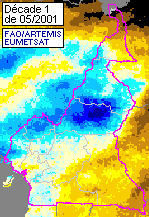 Décade 1
de 05/2001
FAO/ARTEMIS
EUMETSAT